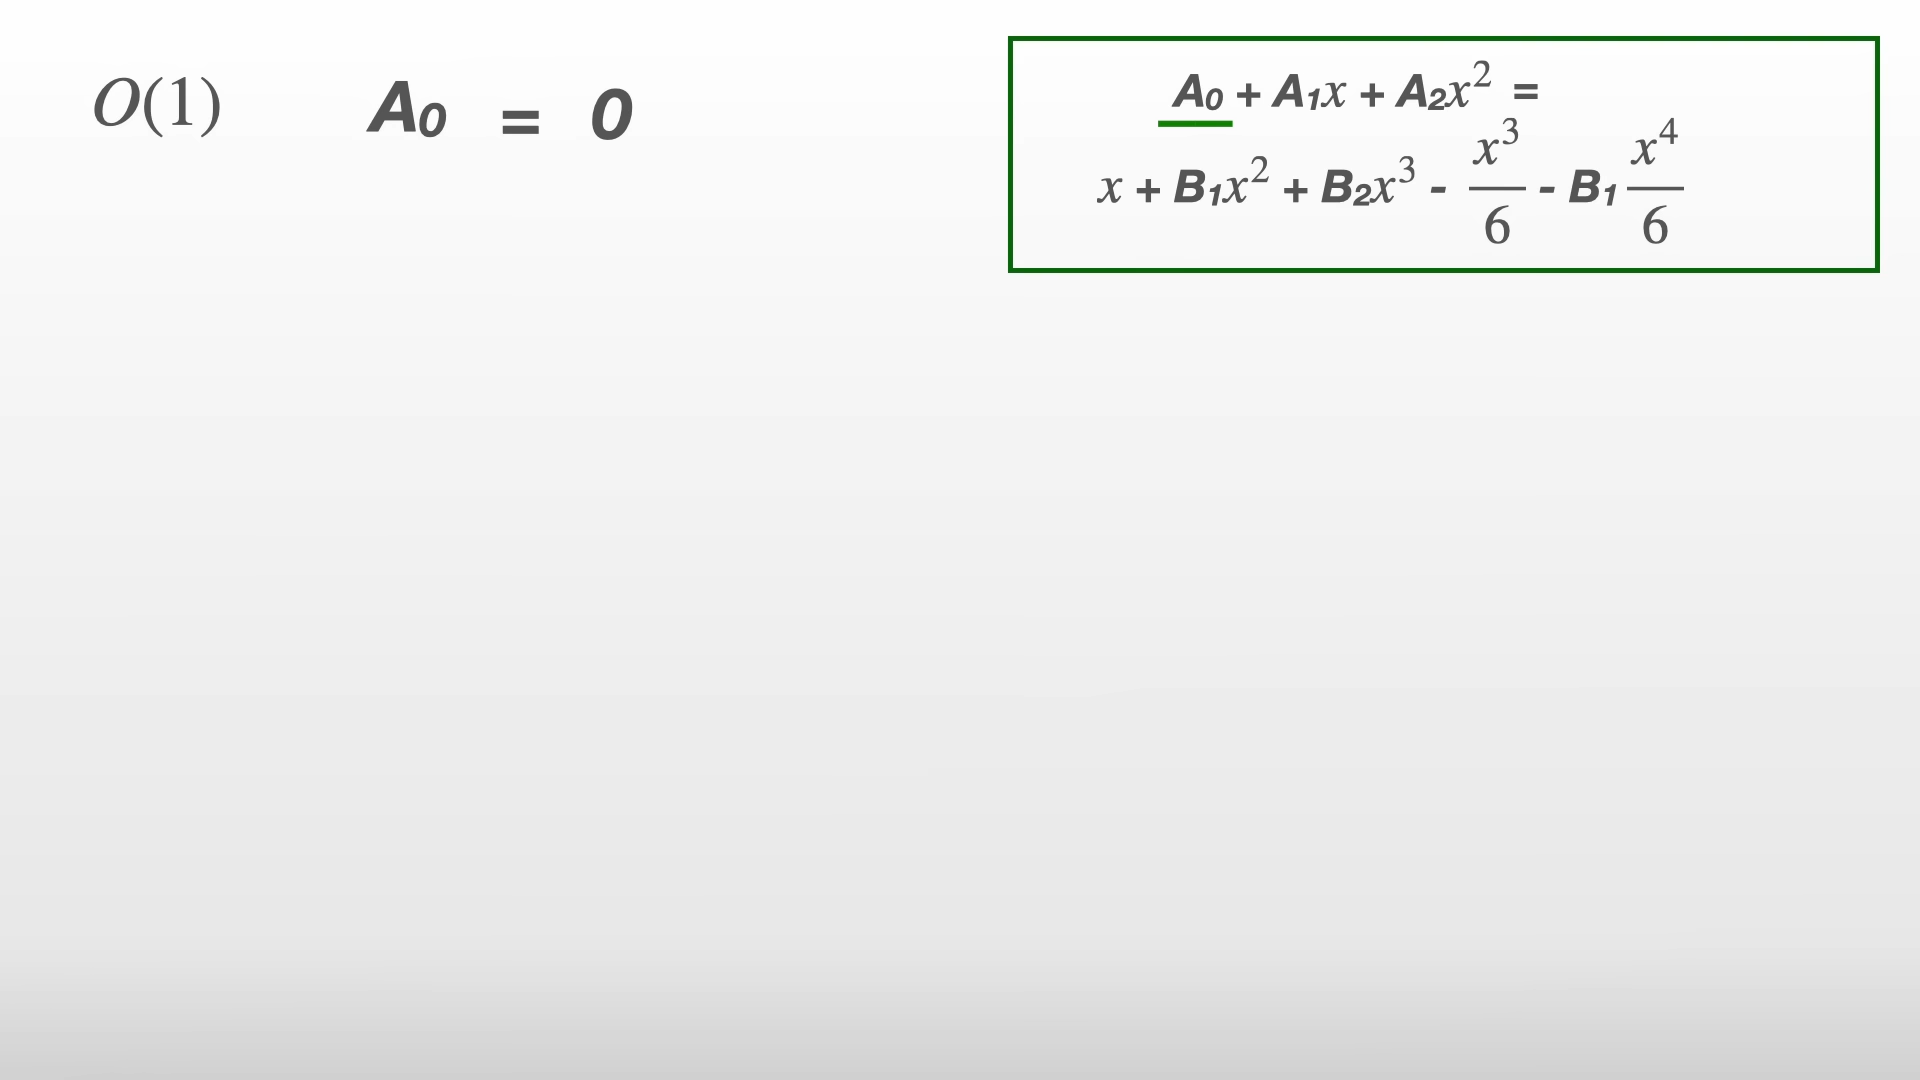 O(1) A₀ = 0
A₀ + A₁x + A₂x² =
x + B₁x² + B₂x³ - x³/6 - B₁ x⁴/6